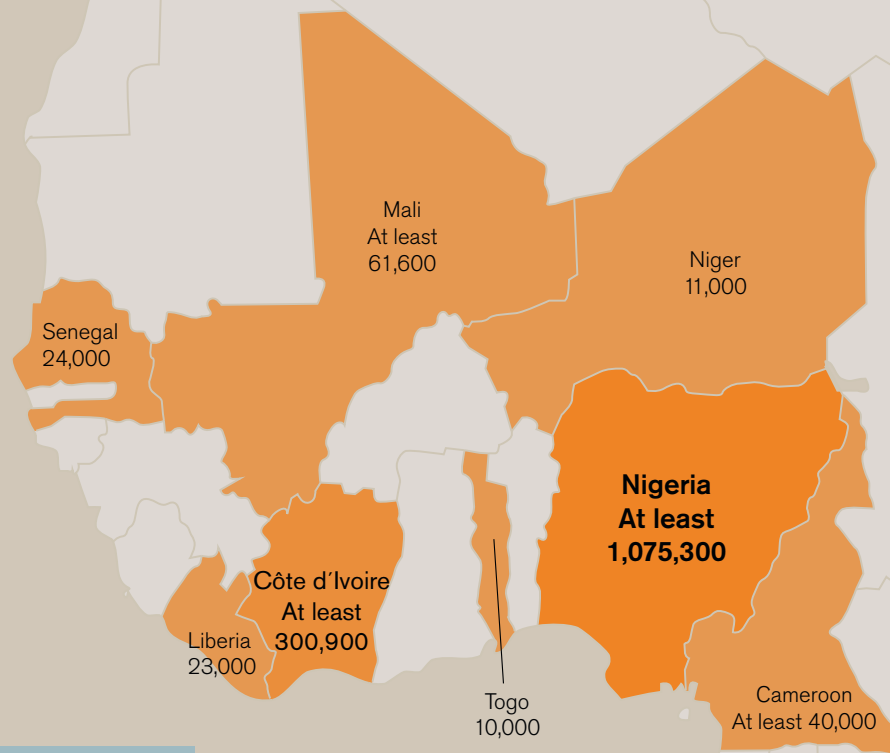 Mali
At least
61,600
Niger
11,000
Senegal
24,000
Nigeria
At least
1,075,300
Côte d´Ivoire
At least
300,900
Liberia
23,000
Togo
10,000
Cameroon
At least 40,000